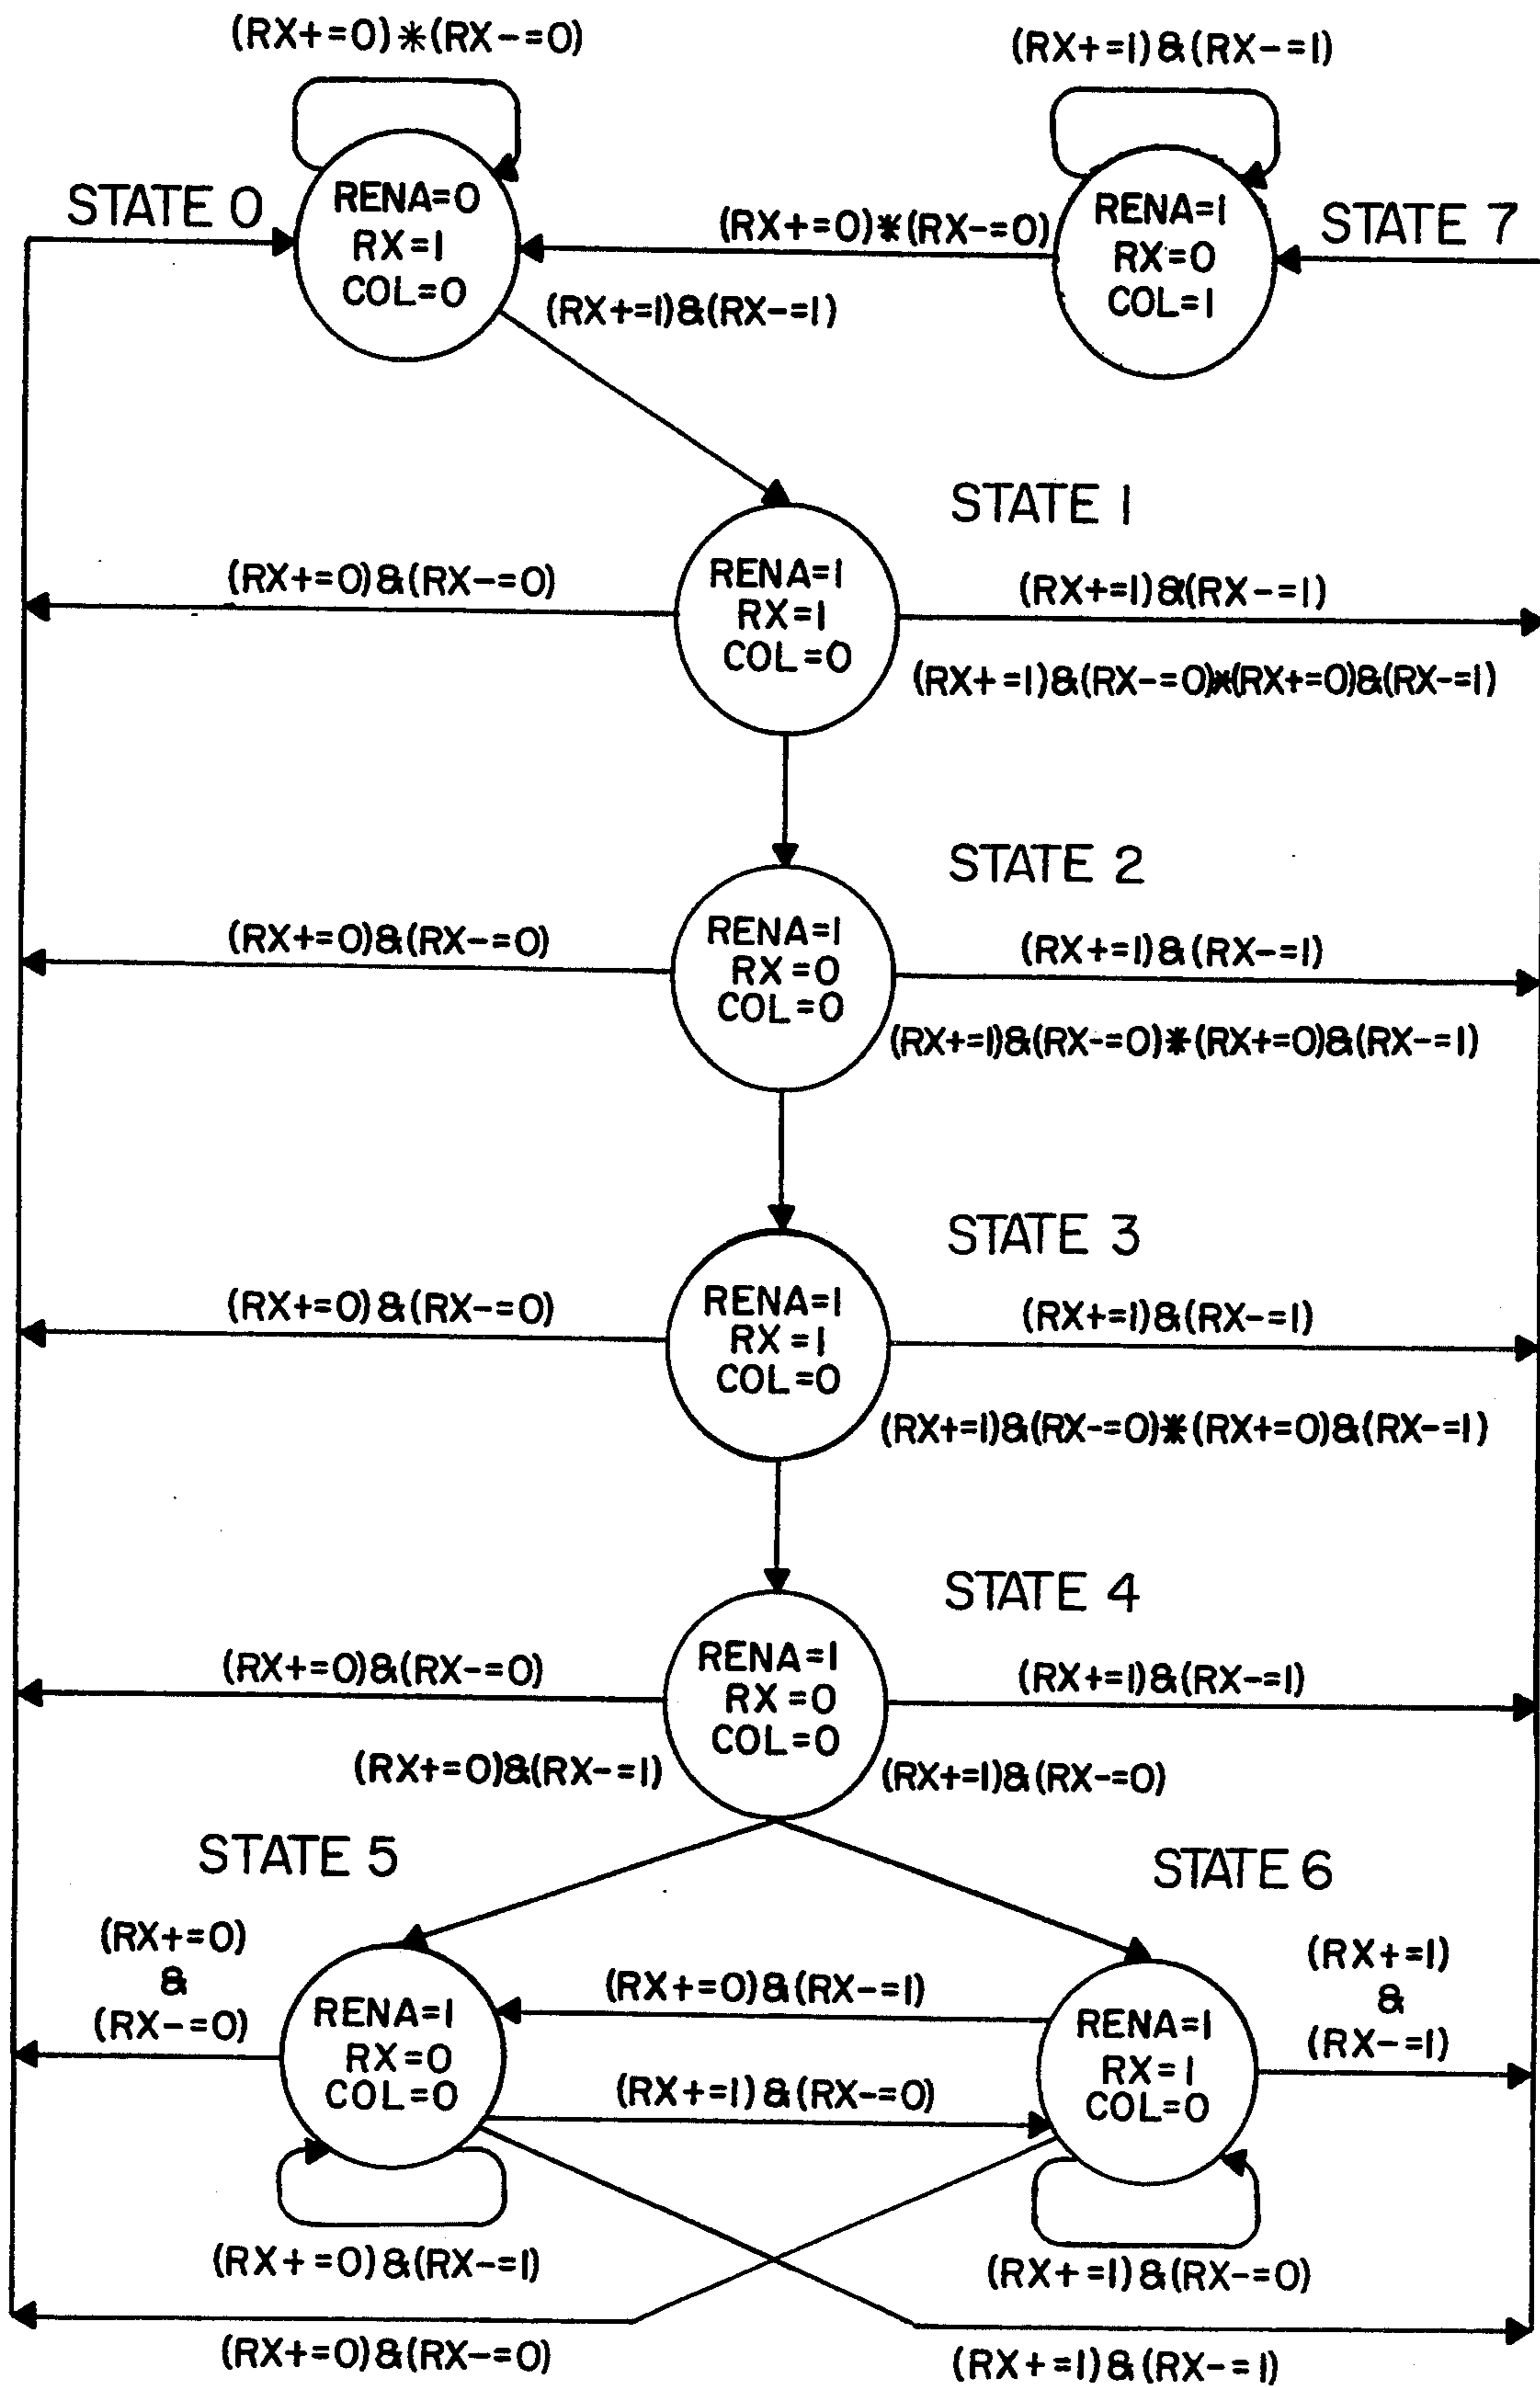 (RX+=0)*(RX-=0)
(RX+=1)&(RX-=1)
STATE 0
RENA=0
RX=1
COL=0
(RX+=0)*(RX-=0)
RENA=1
RX=0
COL=1
STATE 7
(RX+=1)&(RX-=1)
STATE 1
(RX+=0)&(RX-=0)
RENA=1
RX=1
COL=0
(RX+=1)&(RX-=1)
(RX+=1)&(RX-=0)*(RX+=0)&(RX-=1)
STATE 2
(RX+=0)&(RX-=0)
RENA=1
RX=0
COL=0
(RX+=1)&(RX-=1)
(RX+=1)&(RX-=0)*(RX+=0)&(RX-=1)
STATE 3
(RX+=0)&(RX-=0)
RENA=1
RX=1
COL=0
(RX+=1)&(RX-=1)
(RX+=1)&(RX-=0)*(RX+=0)&(RX-=1)
STATE 4
(RX+=0)&(RX-=0)
RENA=1
RX=0
COL=0
(RX+=1)&(RX-=1)
(RX+=0)&(RX-=1)
(RX+=1)&(RX-=0)
STATE 5
STATE 6
(RX+=0)
&
(RX-=0)
RENA=1
RX=0
COL=0
(RX+=0)&(RX-=1)
(RX+=1)&(RX-=0)
RENA=1
RX=1
COL=0
(RX+=1)
&
(RX-=1)
(RX+=0)&(RX-=1)
(RX+=1)&(RX-=0)
(RX+=0)&(RX-=0)
(RX+=1)&(RX-=1)